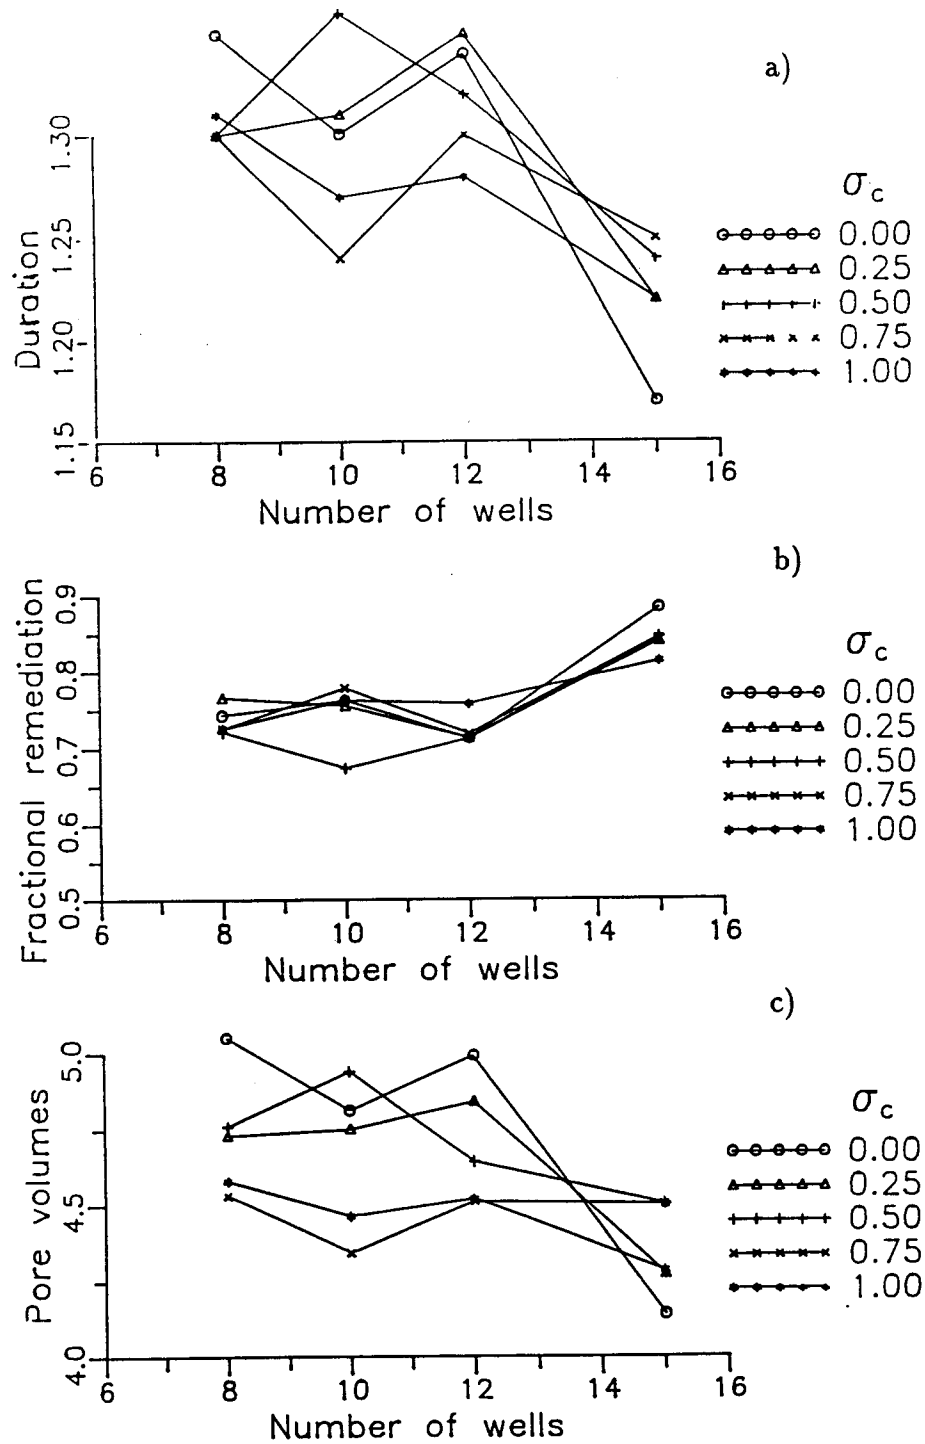 a)
Duration
1.30
1.25
1.20
1.15
6 8 10 12 14 16
Number of wells
σc
0.00
0.25
0.50
0.75
1.00
b)
Fractional remediation
0.9
0.8
0.7
0.6
0.5
6 8 10 12 14 16
Number of wells
σc
0.00
0.25
0.50
0.75
1.00
c)
Pore volumes
5.0
4.5
4.0
6 8 10 12 14 16
Number of wells
σc
0.00
0.25
0.50
0.75
1.00